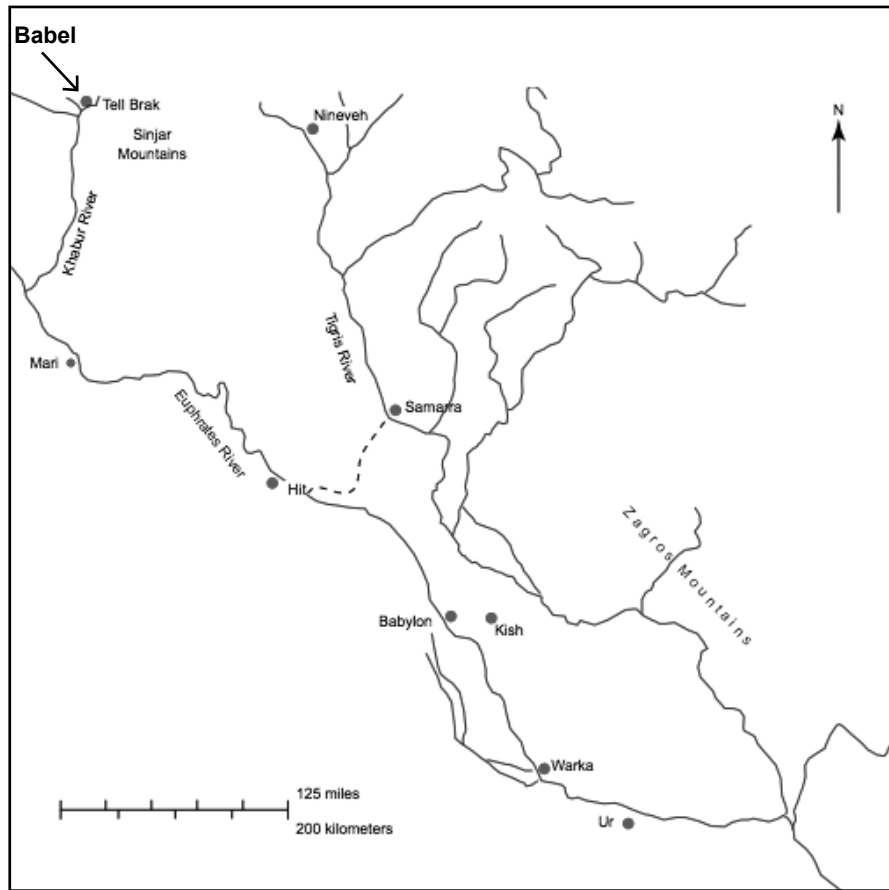 Babel
Tell Brak
Nineveh
N
Sinjar
Mountains
Khabur River
Tigris River
Mari
Samarra
Euphrates River
Hit
Zagros Mountains
Babylon
Kish
Warka
125 miles
200 kilometers
Ur